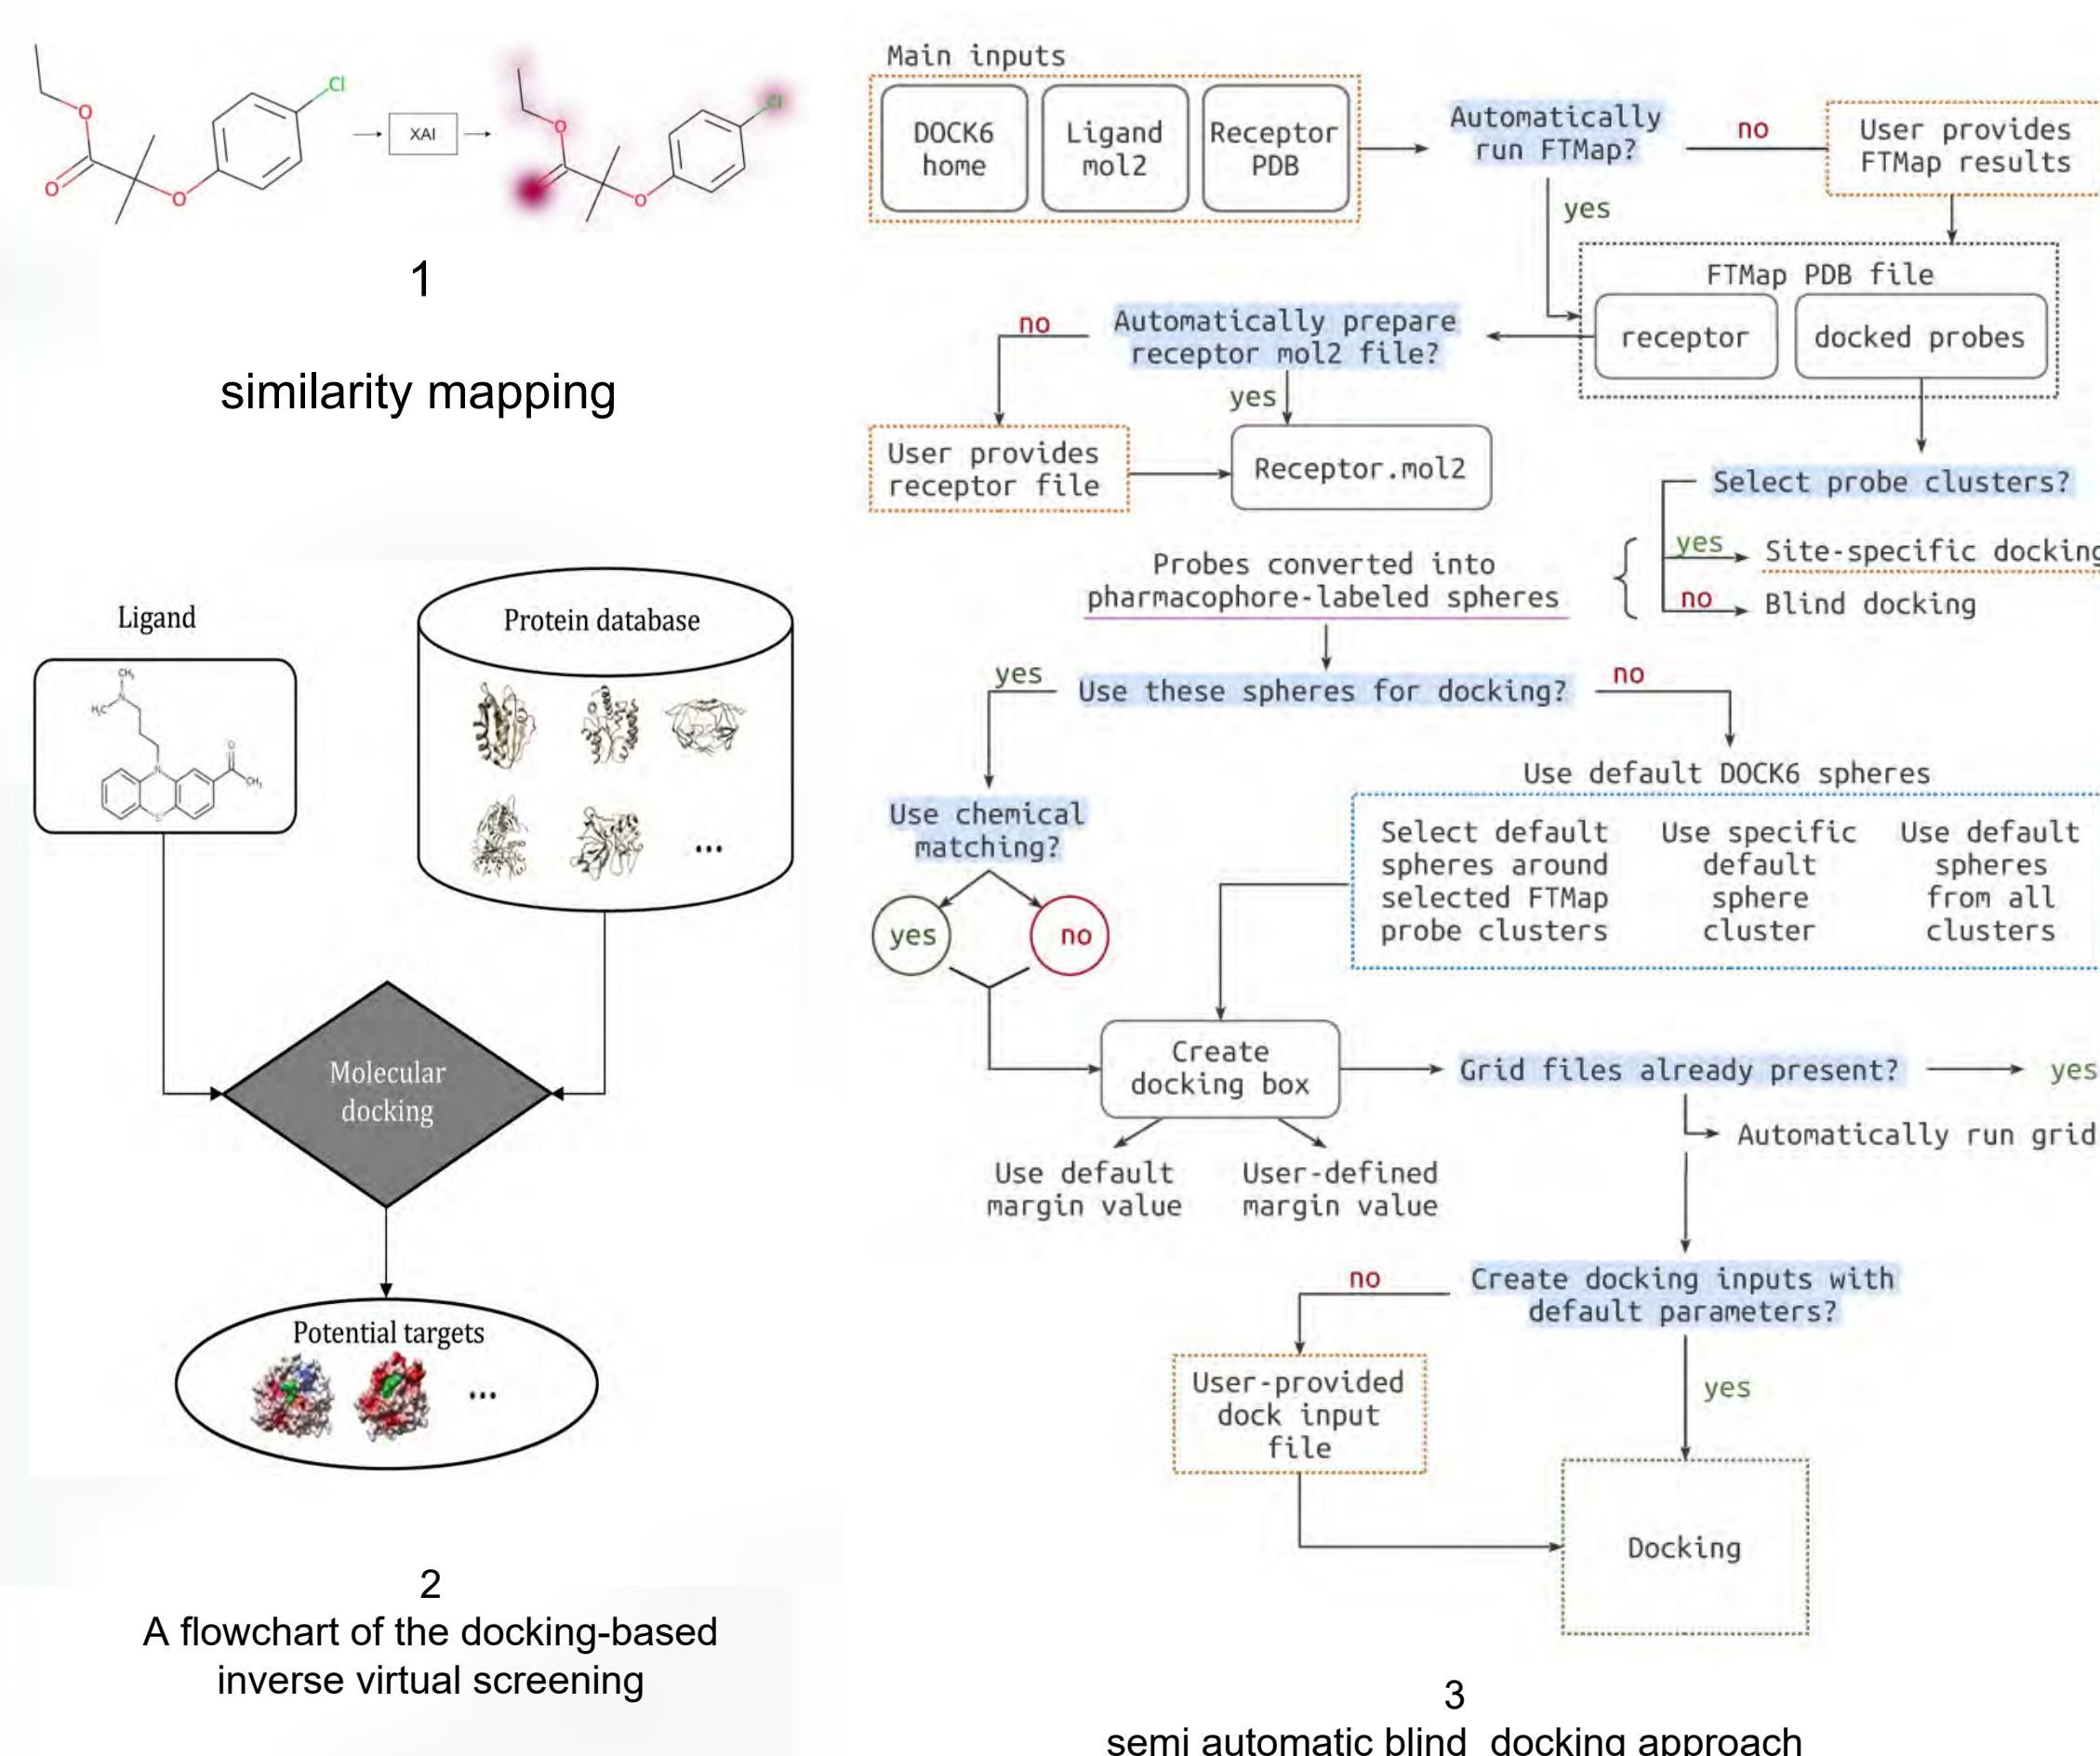 Cl
O
O
O
XAI
Cl
O
O
1
similarity mapping
Ligand
CH₃
N
H₃C
N
S
O
CH₃
Protein database
...
Molecular
docking
Potential targets
...
2
A flowchart of the docking-based
inverse virtual screening
Main inputs
DOCK6
home
Ligand
mol2
Receptor
PDB
Automatically
run FTMap?
no
User provides
FTMap results
yes
FTMap PDB file
receptor
docked probes
Automatically prepare
receptor mol2 file?
no
yes
User provides
receptor file
Receptor.mol2
Select probe clusters?
yes
Site-specific docking
no
Blind docking
Probes converted into
pharmacophore-labeled spheres
Use these spheres for docking?
yes
no
Use chemical
matching?
yes
no
Use default DOCK6 spheres
Select default
spheres around
selected FTMap
probe clusters
Use specific
default
sphere
cluster
Use default
spheres
from all
clusters
Create
docking box
Use default
margin value
User-defined
margin value
Grid files already present?
yes
Automatically run grid
Create docking inputs with
default parameters?
no
yes
User-provided
dock input
file
Docking
3
semi automatic blind  docking approach